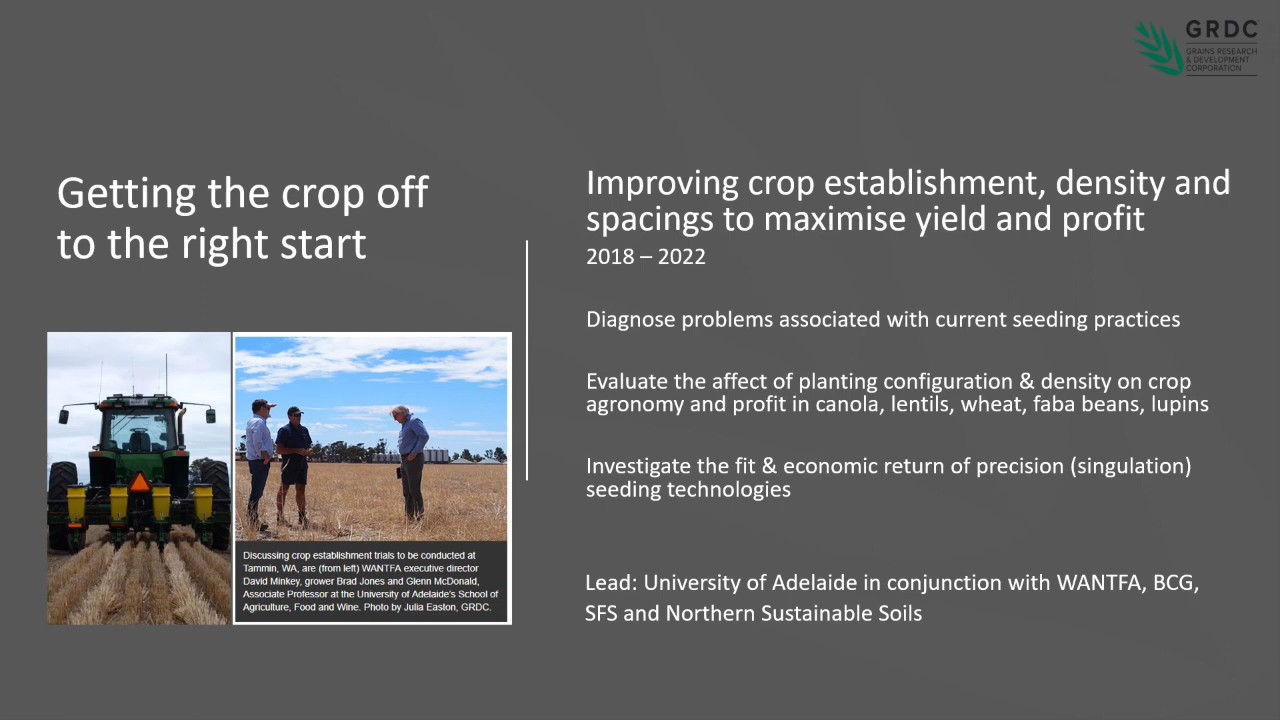 GRDC
GRAINS RESEARCH
& DEVELOPMENT
CORPORATION
Getting the crop off
to the right start
Discussing crop establishment trials to be conducted at
Tammin, WA, are (from left) WANTFA executive director
David Minkey, grower Brad Jones and Glenn McDonald,
Associate Professor at the University of Adelaide's School of
Agriculture, Food and Wine. Photo by Julia Easton, GRDC.
Improving crop establishment, density and
spacings to maximise yield and profit
2018 – 2022
Diagnose problems associated with current seeding practices
Evaluate the affect of planting configuration & density on crop
agronomy and profit in canola, lentils, wheat, faba beans, lupins
Investigate the fit & economic return of precision (singulation)
seeding technologies
Lead: University of Adelaide in conjunction with WANTFA, BCG,
SFS and Northern Sustainable Soils